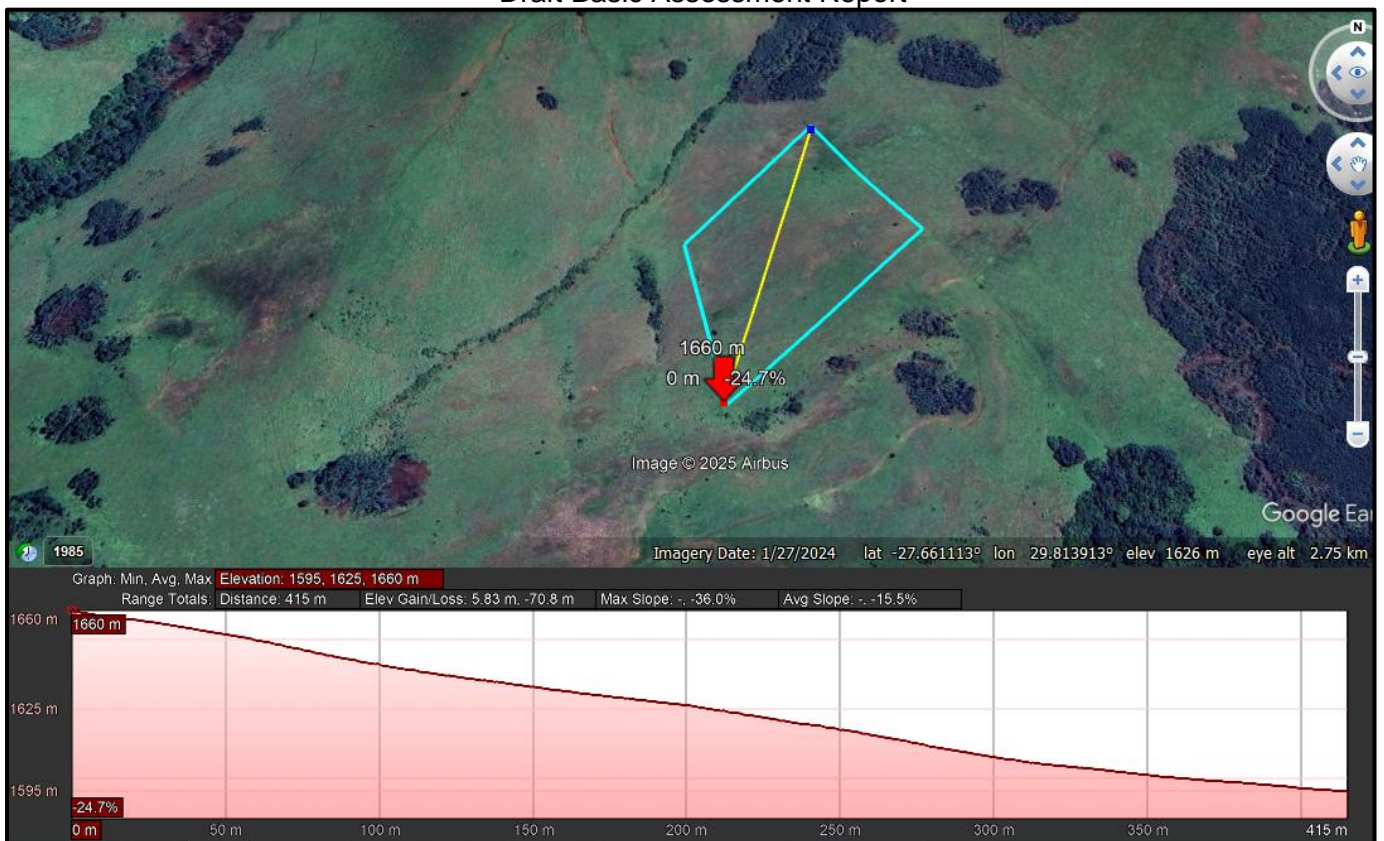 Draft Basic Assessment Report
N
1660 m
0 m
-24.7%
Image © 2025 Airbus
Google Ear
1985
Imagery Date: 1/27/2024 lat -27.661113° lon 29.813913° elev 1626 m eye alt 2.75 km
Graph: Min, Avg, Max Elevation: 1595, 1625, 1660 m
Range Totals: Distance: 415 m Elev Gain/Loss: 5.83 m, -70.8 m Max Slope: -, -36.0% Avg Slope: -, -15.5%
1660 m
1660 m
1625 m
1595 m
-24.7%
0 m 50 m 100 m 150 m 200 m 250 m 300 m 350 m 415 m